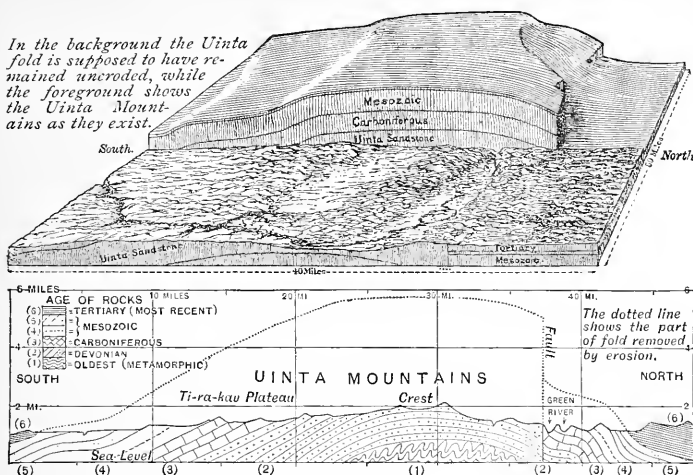 In the background the Uinta
fold is supposed to have re-
mained uneroded, while
the foreground shows
the Uinta Mount-
ains as they exist.
Mesozoic
Carboniferous
Uinta Sandstone
South.
North
Uinta Sandstone
Tertiary
Mesozoic
10 Miles
6 MILES
AGE OF ROCKS
10 MILES
20 MI.
30 MI.
40 MI.
6
(6) =TERTIARY (MOST RECENT)
(5) =} MESOZOIC
(4) =}
(3) =CARBONIFEROUS
(2) =DEVONIAN
(1) =OLDEST (METAMORPHIC)
The dotted line
shows the part
of fold removed
by erosion.
Fault
4
4
SOUTH
UINTA MOUNTAINS
NORTH
Ti-ra-kav Plateau
Crest
GREEN
RIVER
2 MI.
2
(6)
(6)
Sea-Level
(5) (4) (3) (2) (1) (2) (3) (4) (5)